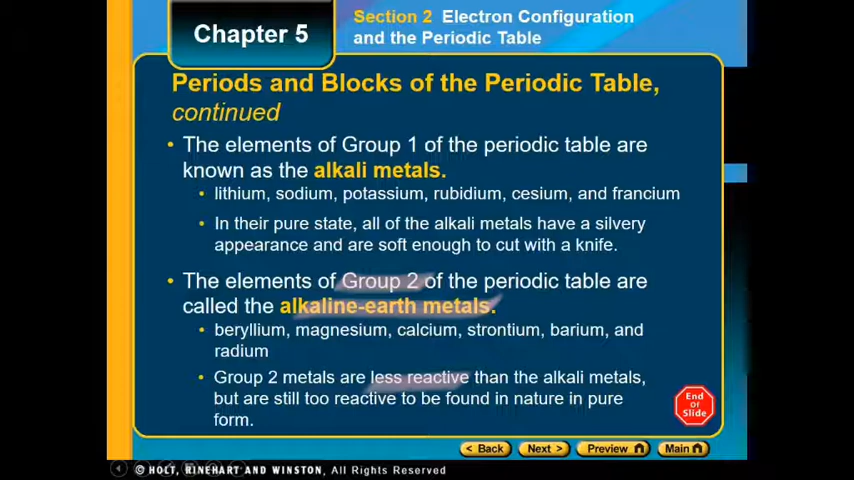 Chapter 5
Section 2 Electron Configuration
and the Periodic Table
Periods and Blocks of the Periodic Table,
continued
• The elements of Group 1 of the periodic table are
known as the alkali metals.
• lithium, sodium, potassium, rubidium, cesium, and francium
• In their pure state, all of the alkali metals have a silvery
appearance and are soft enough to cut with a knife.
• The elements of Group 2 of the periodic table are
called the alkaline-earth metals.
• beryllium, magnesium, calcium, strontium, barium, and
radium
• Group 2 metals are less reactive than the alkali metals,
but are still too reactive to be found in nature in pure
form.
End
Of
Slide
< Back
Next >
Preview
Main
© HOLT, RINEHART AND WINSTON, All Rights Reserved